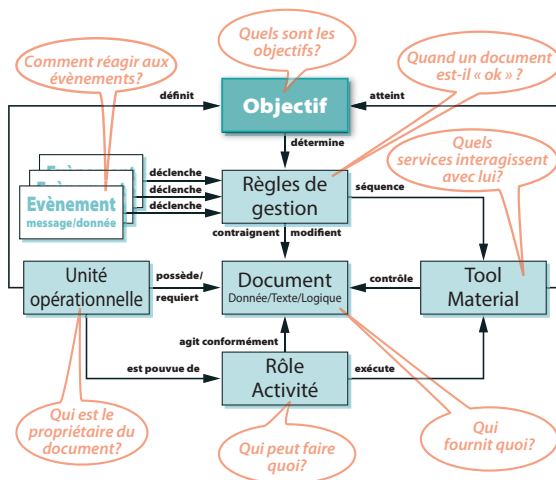 Quels sont les
objectifs?
Comment réagir aux
évènements?
Quand un document
est-il « ok » ?
définit
Objectif
atteint
détermine
Quels
services interagissent
avec lui?
Evènement
message/donnée
déclenche
déclenche
déclenche
Règles de
gestion
séquence
contraignent
modifient
Unité
opérationnelle
possède/
requiert
Document
Donnée/Texte/Logique
contrôle
Tool
Material
agit conformément
est pouvue de
Rôle
Activité
exécute
Qui est le
propriétaire du
document?
Qui peut faire
quoi?
Qui
fournit quoi?